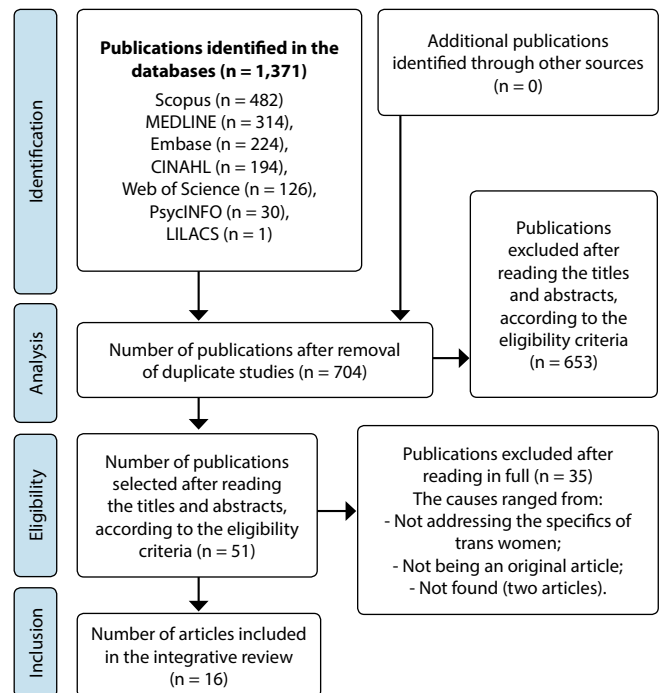 Identification
Publications identified in the
databases (n = 1,371)
Scopus (n = 482)
MEDLINE (n = 314),
Embase (n = 224),
CINAHL (n = 194),
Web of Science (n = 126),
PsycINFO (n = 30),
LILACS (n = 1)
Additional publications
identified through other sources
(n = 0)
Analysis
Number of publications after removal
of duplicate studies (n = 704)
Publications
excluded after
reading the titles
and abstracts,
according to the
eligibility criteria
(n = 653)
Eligibility
Number of publications
selected after reading
the titles and abstracts,
according to the eligibility
criteria (n = 51)
Publications excluded after
reading in full (n = 35)
The causes ranged from:
- Not addressing the specifics of
trans women;
- Not being an original article;
- Not found (two articles).
Inclusion
Number of articles included
in the integrative review
(n = 16)